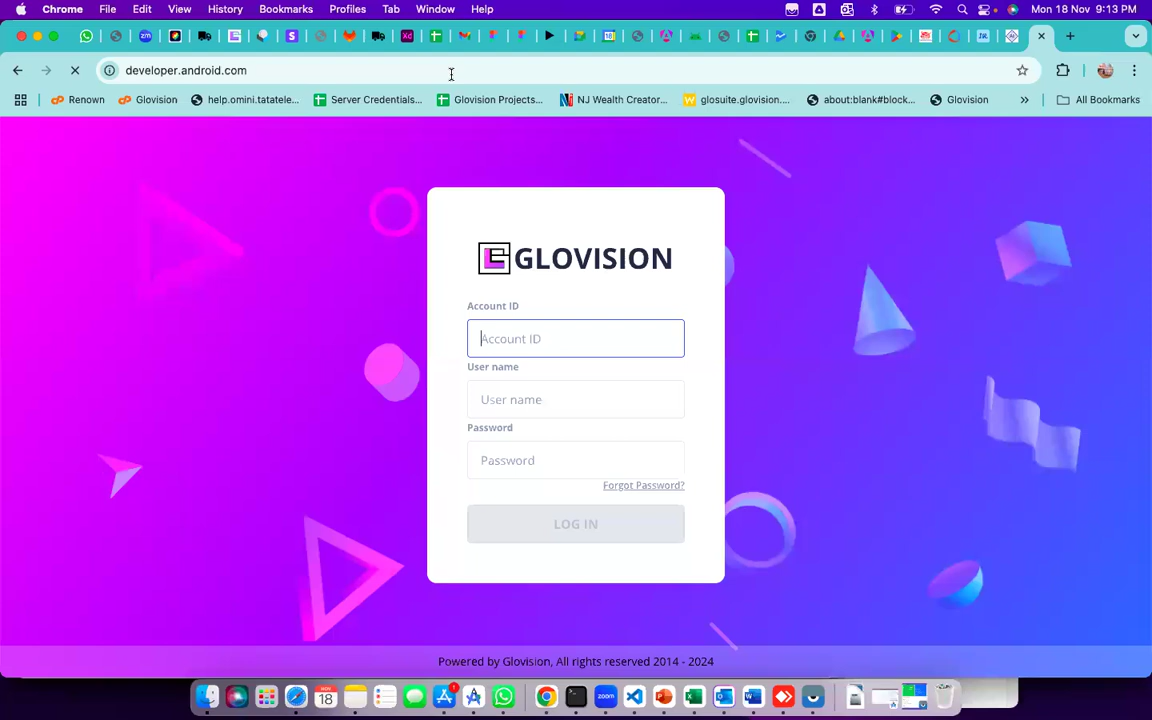 Chrome File Edit View History Bookmarks Profiles Tab Window Help Mon 18 Nov 9:13 PM
developer.android.com
Renown Glovision help.omini.tatatele... Server Credentials... Glovision Projects... NJ Wealth Creator... glosuite.glovision.... about:blank#block... Glovision » All Bookmarks
GLOVISION
Account ID
Account ID
User name
User name
Password
Password
Forgot Password?
LOG IN
Powered by Glovision, All rights reserved 2014 - 2024